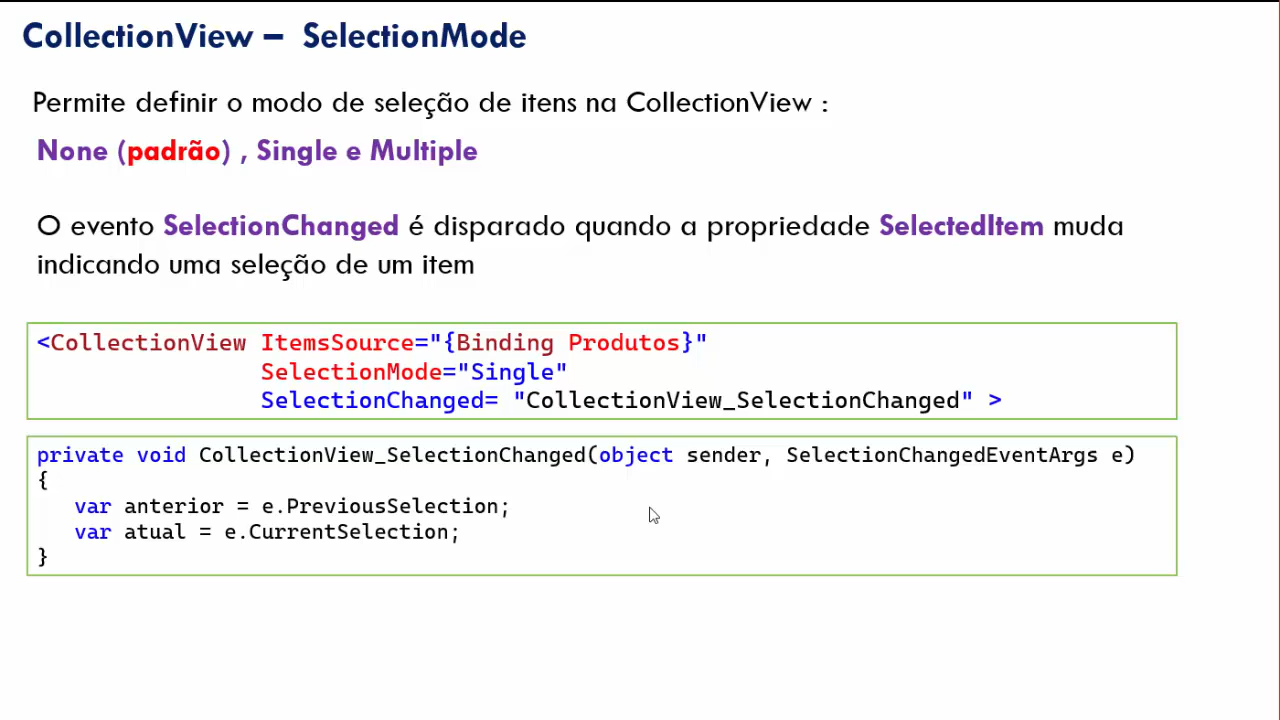 CollectionView – SelectionMode
Permite definir o modo de seleção de itens na CollectionView :
None (padrão) , Single e Multiple
O evento SelectionChanged é disparado quando a propriedade SelectedItem muda
indicando uma seleção de um item
<CollectionView ItemsSource="{Binding Produtos}"
SelectionMode="Single"
SelectionChanged= "CollectionView_SelectionChanged" >
private void CollectionView_SelectionChanged(object sender, SelectionChangedEventArgs e)
{
var anterior = e.PreviousSelection;
var atual = e.CurrentSelection;
}